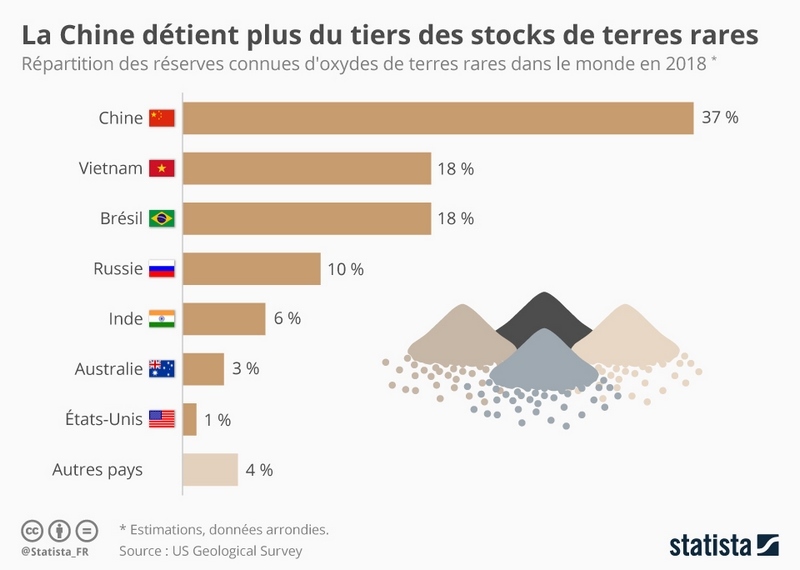 La Chine détient plus du tiers des stocks de terres rares
Répartition des réserves connues d'oxydes de terres rares dans le monde en 2018 *
Chine 37 %
Vietnam 18 %
Brésil 18 %
Russie 10 %
Inde 6 %
Australie 3 %
États-Unis 1 %
Autres pays 4 %
cc
@Statista_FR
* Estimations, données arrondies.
Source : US Geological Survey
statista